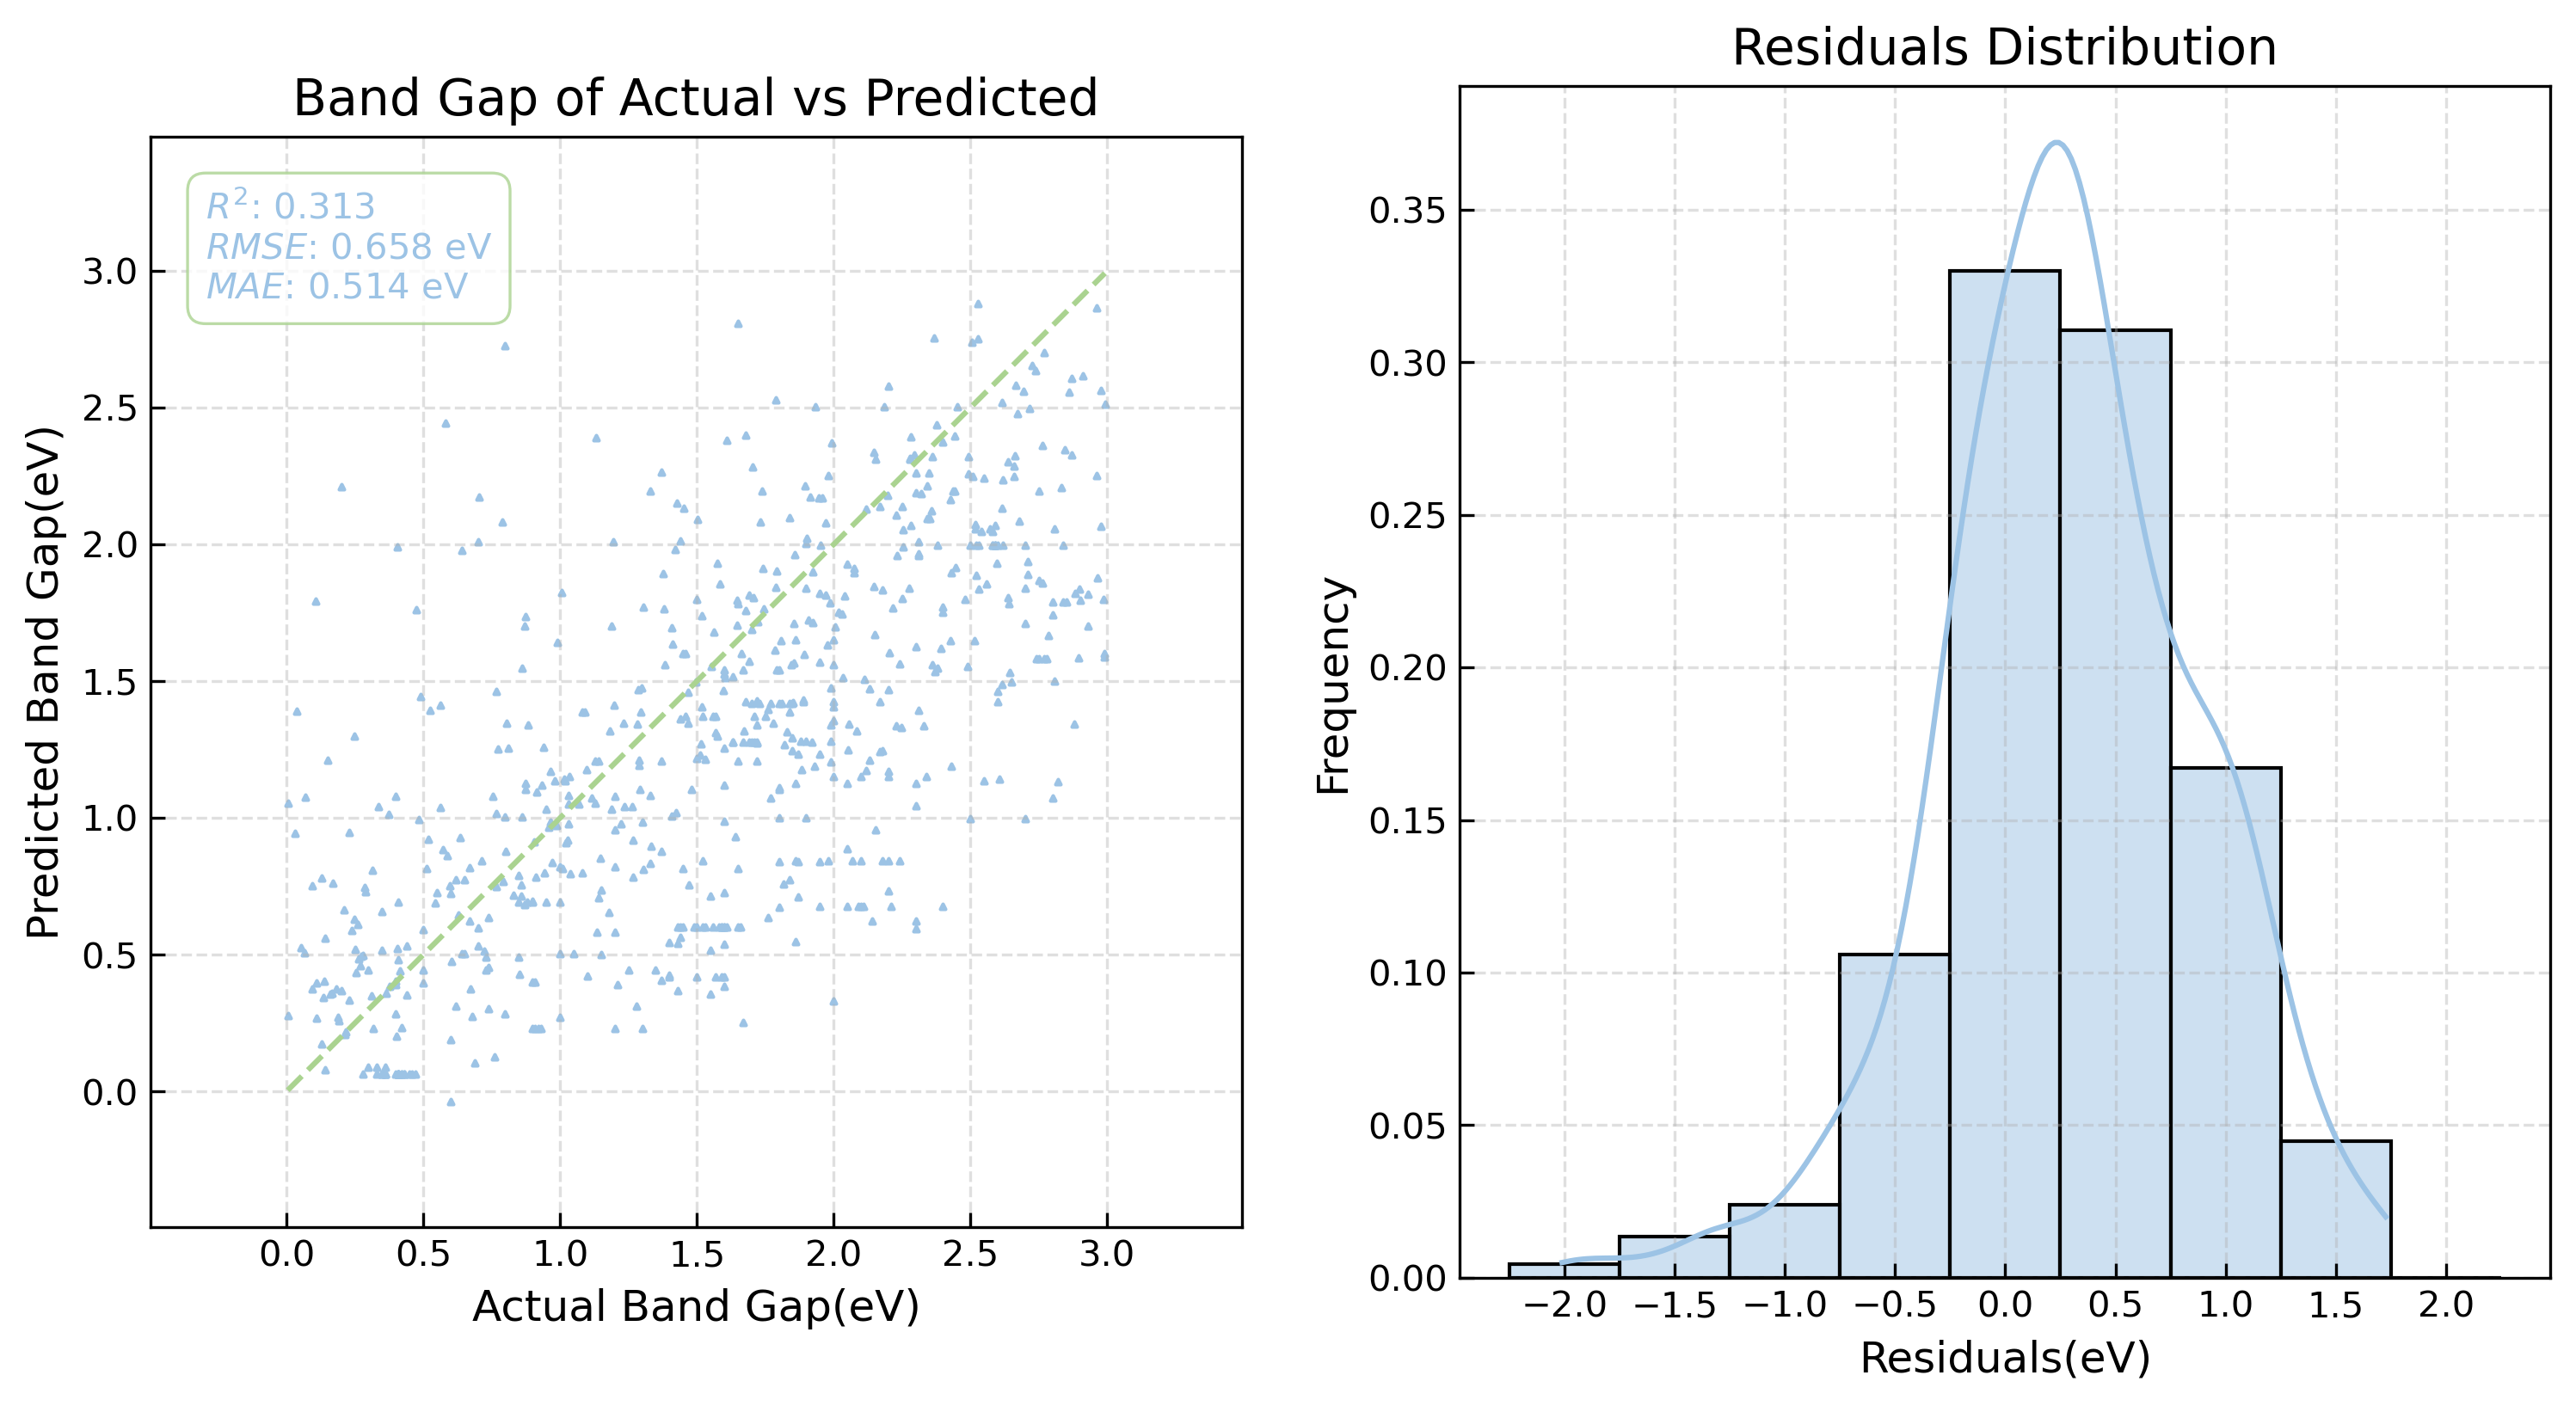 Band Gap of Actual vs Predicted
R²: 0.313
RMSE: 0.658 eV
MAE: 0.514 eV
3.0
2.5
2.0
1.5
1.0
0.5
0.0
Predicted Band Gap(eV)
0.0 0.5 1.0 1.5 2.0 2.5 3.0
Actual Band Gap(eV)
Residuals Distribution
0.35
0.30
0.25
0.20
0.15
0.10
0.05
0.00
Frequency
−2.0 −1.5 −1.0 −0.5 0.0 0.5 1.0 1.5 2.0
Residuals(eV)